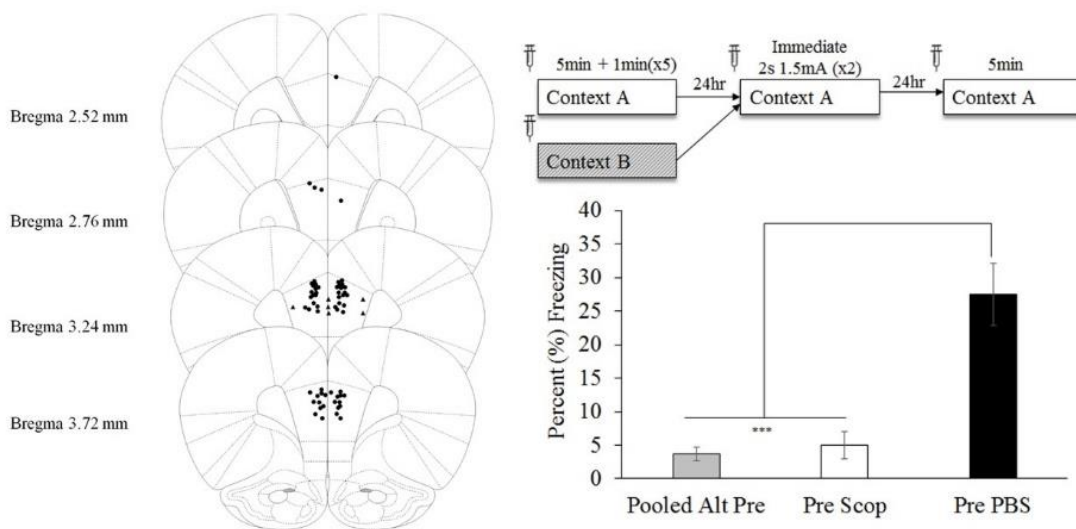 Bregma 2.52 mm
Bregma 2.76 mm
Bregma 3.24 mm
Bregma 3.72 mm
5min + 1min(x5)
Context A
24hr
Immediate
2s 1.5mA (x2)
Context A
24hr
5min
Context A
Context B
Percent (%) Freezing
40
35
30
25
20
15
10
5
0
***
Pooled Alt Pre
Pre Scop
Pre PBS